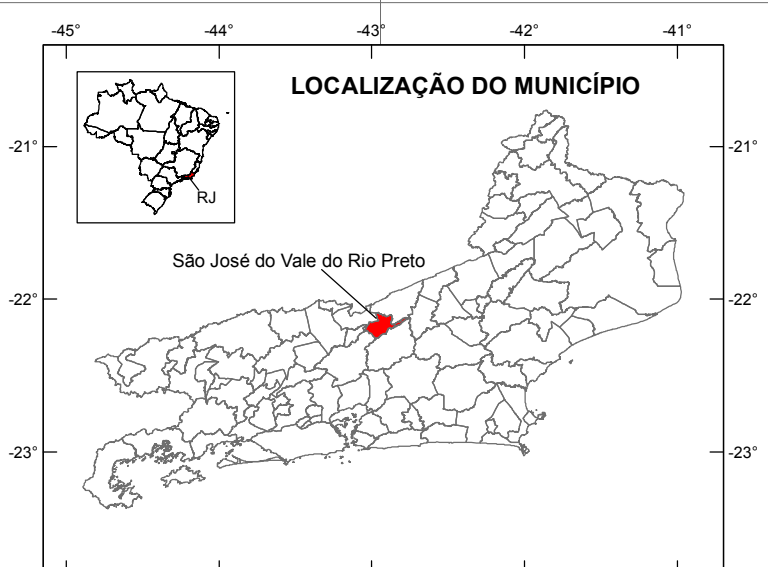 -45° -44° -43° -42° -41°
LOCALIZAÇÃO DO MUNICÍPIO
-21° -21°
RJ
São José do Vale do Rio Preto
-22° -22°
-23° -23°